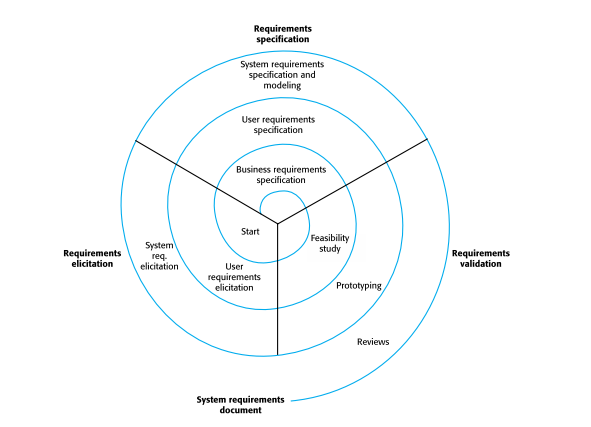 Requirements
specification
System requirements
specification and
modeling
User requirements
specification
Business requirements
specification
Start
Feasibility
study
System
req.
elicitation
User
requirements
elicitation
Requirements
elicitation
Requirements
validation
Prototyping
Reviews
System requirements
document